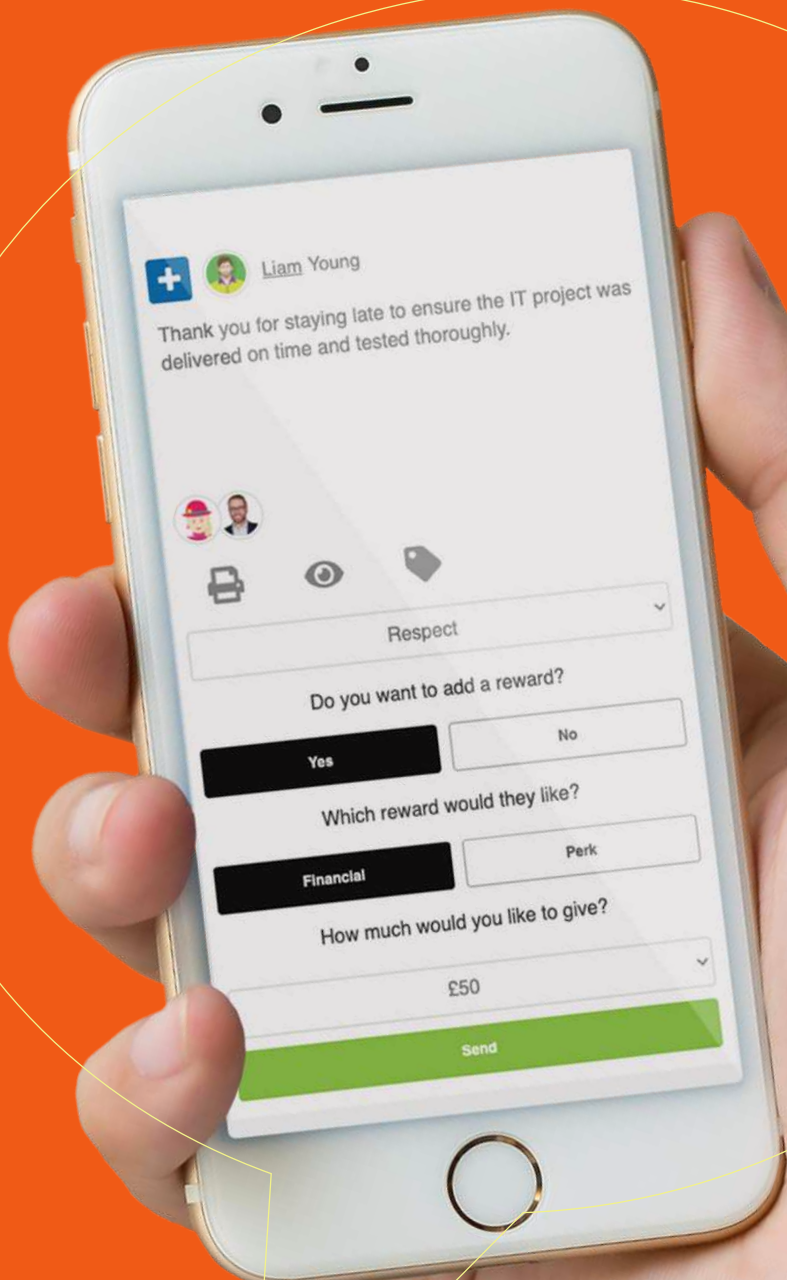 Liam Young
Thank you for staying late to ensure the IT project was
delivered on time and tested thoroughly.
Respect
Do you want to add a reward?
Yes
No
Which reward would they like?
Financial
Perk
How much would you like to give?
£50
Send